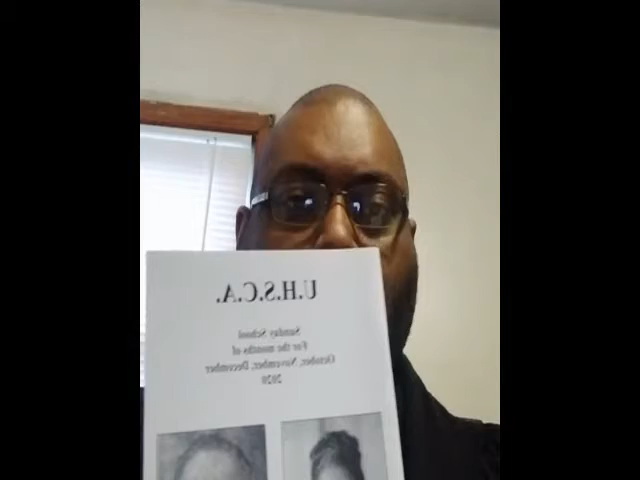 U.H.S.C.A.
Sunday School
For the months of
October, November, December
2020